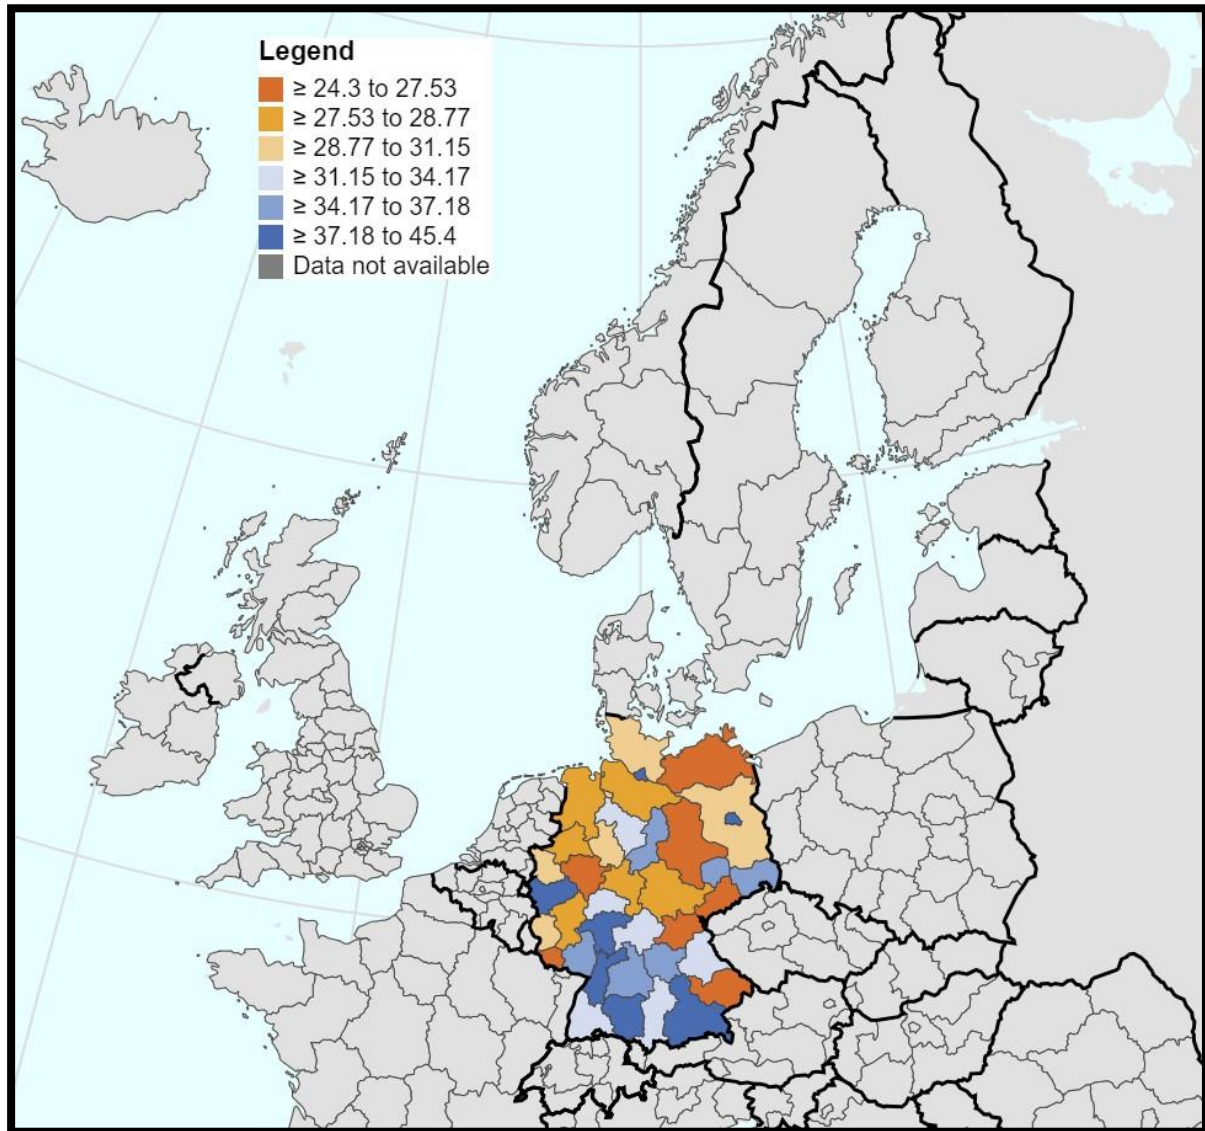 Legend
≥ 24.3 to 27.53
≥ 27.53 to 28.77
≥ 28.77 to 31.15
≥ 31.15 to 34.17
≥ 34.17 to 37.18
≥ 37.18 to 45.4
Data not available